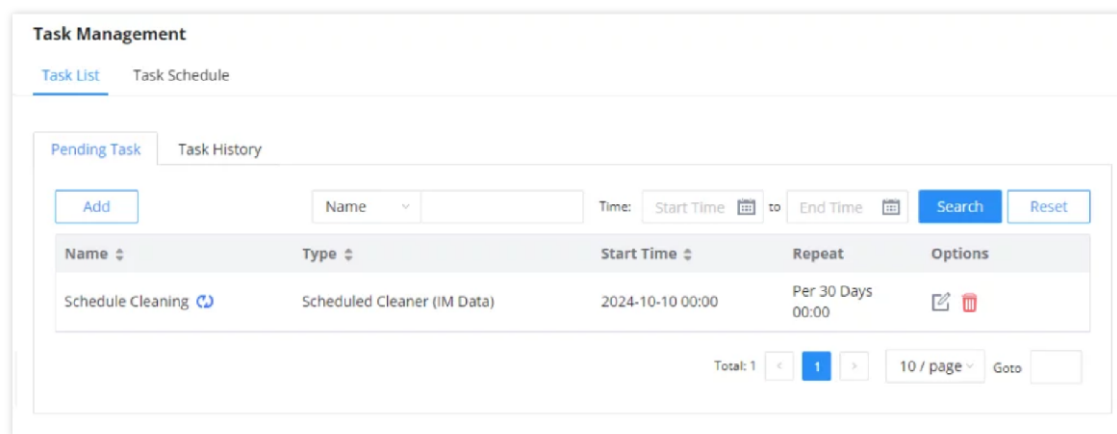 Task Management
Task List Task Schedule
Pending Task Task History
Add Name Time: Start Time to End Time Search Reset
Name Type Start Time Repeat Options
Schedule Cleaning Scheduled Cleaner (IM Data) 2024-10-10 00:00 Per 30 Days
00:00
Total: 1 < 1 > 10 / page Goto